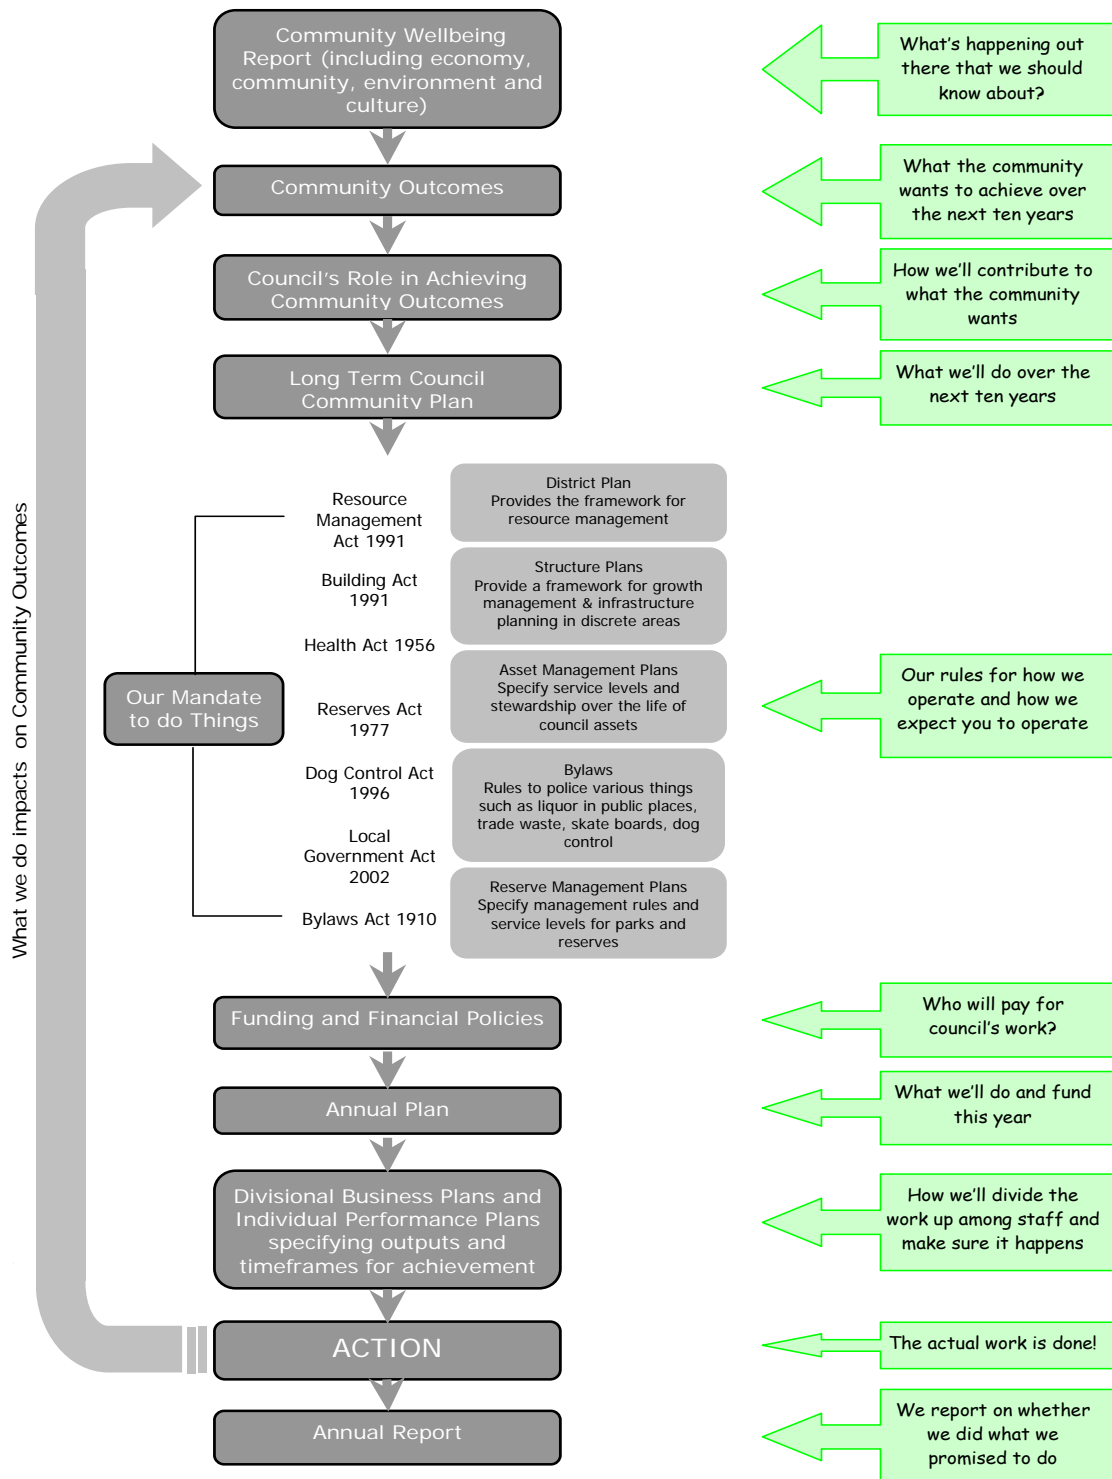 Community Wellbeing
Report (including economy,
community, environment and
culture)
What's happening out
there that we should
know about?
Community Outcomes
What the community
wants to achieve over
the next ten years
Council's Role in Achieving
Community Outcomes
How we'll contribute to
what the community
wants
Long Term Council
Community Plan
What we'll do over the
next ten years
What we do impacts on Community Outcomes
Our Mandate
to do Things
Resource
Management
Act 1991
Building Act
1991
Health Act 1956
Reserves Act
1977
Dog Control Act
1996
Local
Government Act
2002
Bylaws Act 1910
District Plan
Provides the framework for
resource management
Structure Plans
Provide a framework for growth
management & infrastructure
planning in discrete areas
Asset Management Plans
Specify service levels and
stewardship over the life of
council assets
Bylaws
Rules to police various things
such as liquor in public places,
trade waste, skate boards, dog
control
Reserve Management Plans
Specify management rules and
service levels for parks and
reserves
Our rules for how we
operate and how we
expect you to operate
Funding and Financial Policies
Who will pay for
council's work?
Annual Plan
What we'll do and fund
this year
Divisional Business Plans and
Individual Performance Plans
specifying outputs and
timeframes for achievement
How we'll divide the
work up among staff and
make sure it happens
ACTION
The actual work is done!
Annual Report
We report on whether
we did what we
promised to do